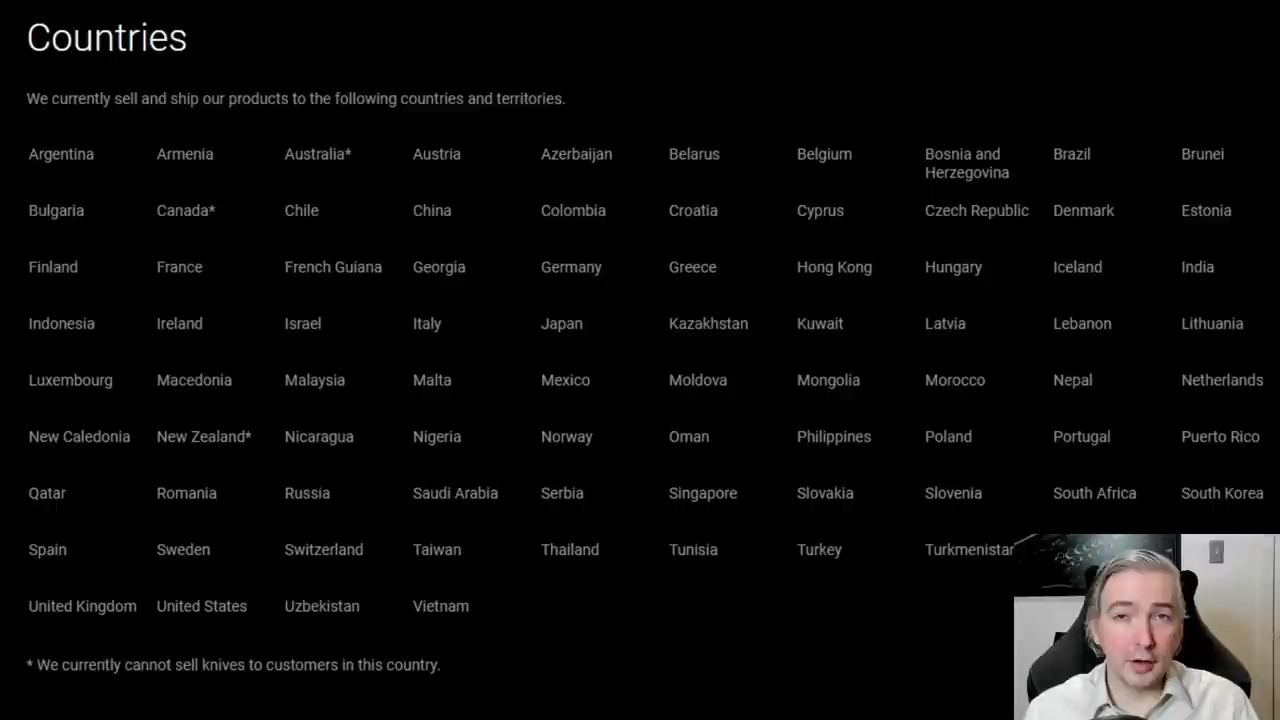 Countries
We currently sell and ship our products to the following countries and territories.
Argentina Armenia Australia* Austria Azerbaijan Belarus Belgium Bosnia and Herzegovina Brazil Brunei
Bulgaria Canada* Chile China Colombia Croatia Cyprus Czech Republic Denmark Estonia
Finland France French Guiana Georgia Germany Greece Hong Kong Hungary Iceland India
Indonesia Ireland Israel Italy Japan Kazakhstan Kuwait Latvia Lebanon Lithuania
Luxembourg Macedonia Malaysia Malta Mexico Moldova Mongolia Morocco Nepal Netherlands
New Caledonia New Zealand* Nicaragua Nigeria Norway Oman Philippines Poland Portugal Puerto Rico
Qatar Romania Russia Saudi Arabia Serbia Singapore Slovakia Slovenia South Africa South Korea
Spain Sweden Switzerland Taiwan Thailand Tunisia Turkey Turkmenistan
United Kingdom United States Uzbekistan Vietnam
* We currently cannot sell knives to customers in this country.